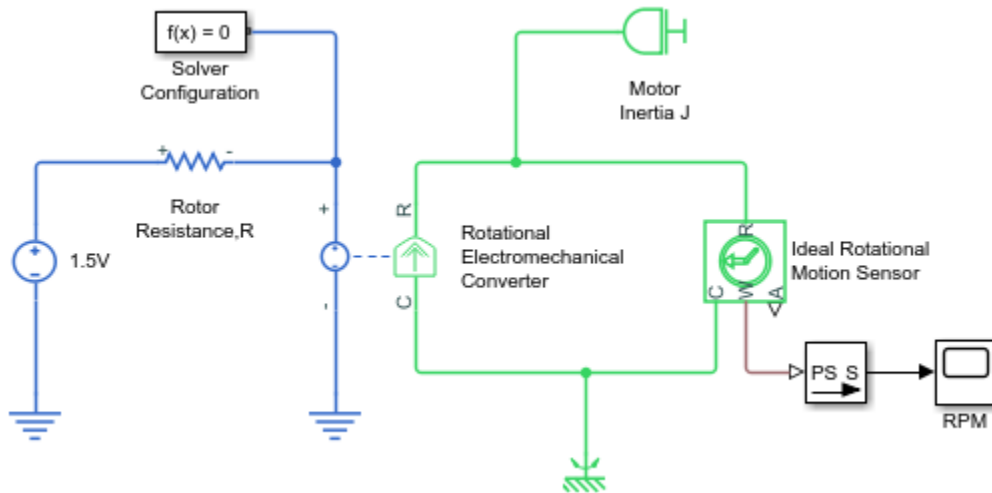 f(x) = 0
Solver
Configuration
Motor
Inertia J
+
-
Rotor
Resistance,R
+
-
1.5V
+
-
+
-
R
C
Rotational
Electromechanical
Converter
R
C
W
A
Ideal Rotational
Motion Sensor
PS S
RPM